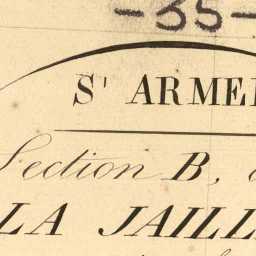 -35-
St ARME
Section B,
LA JAILL